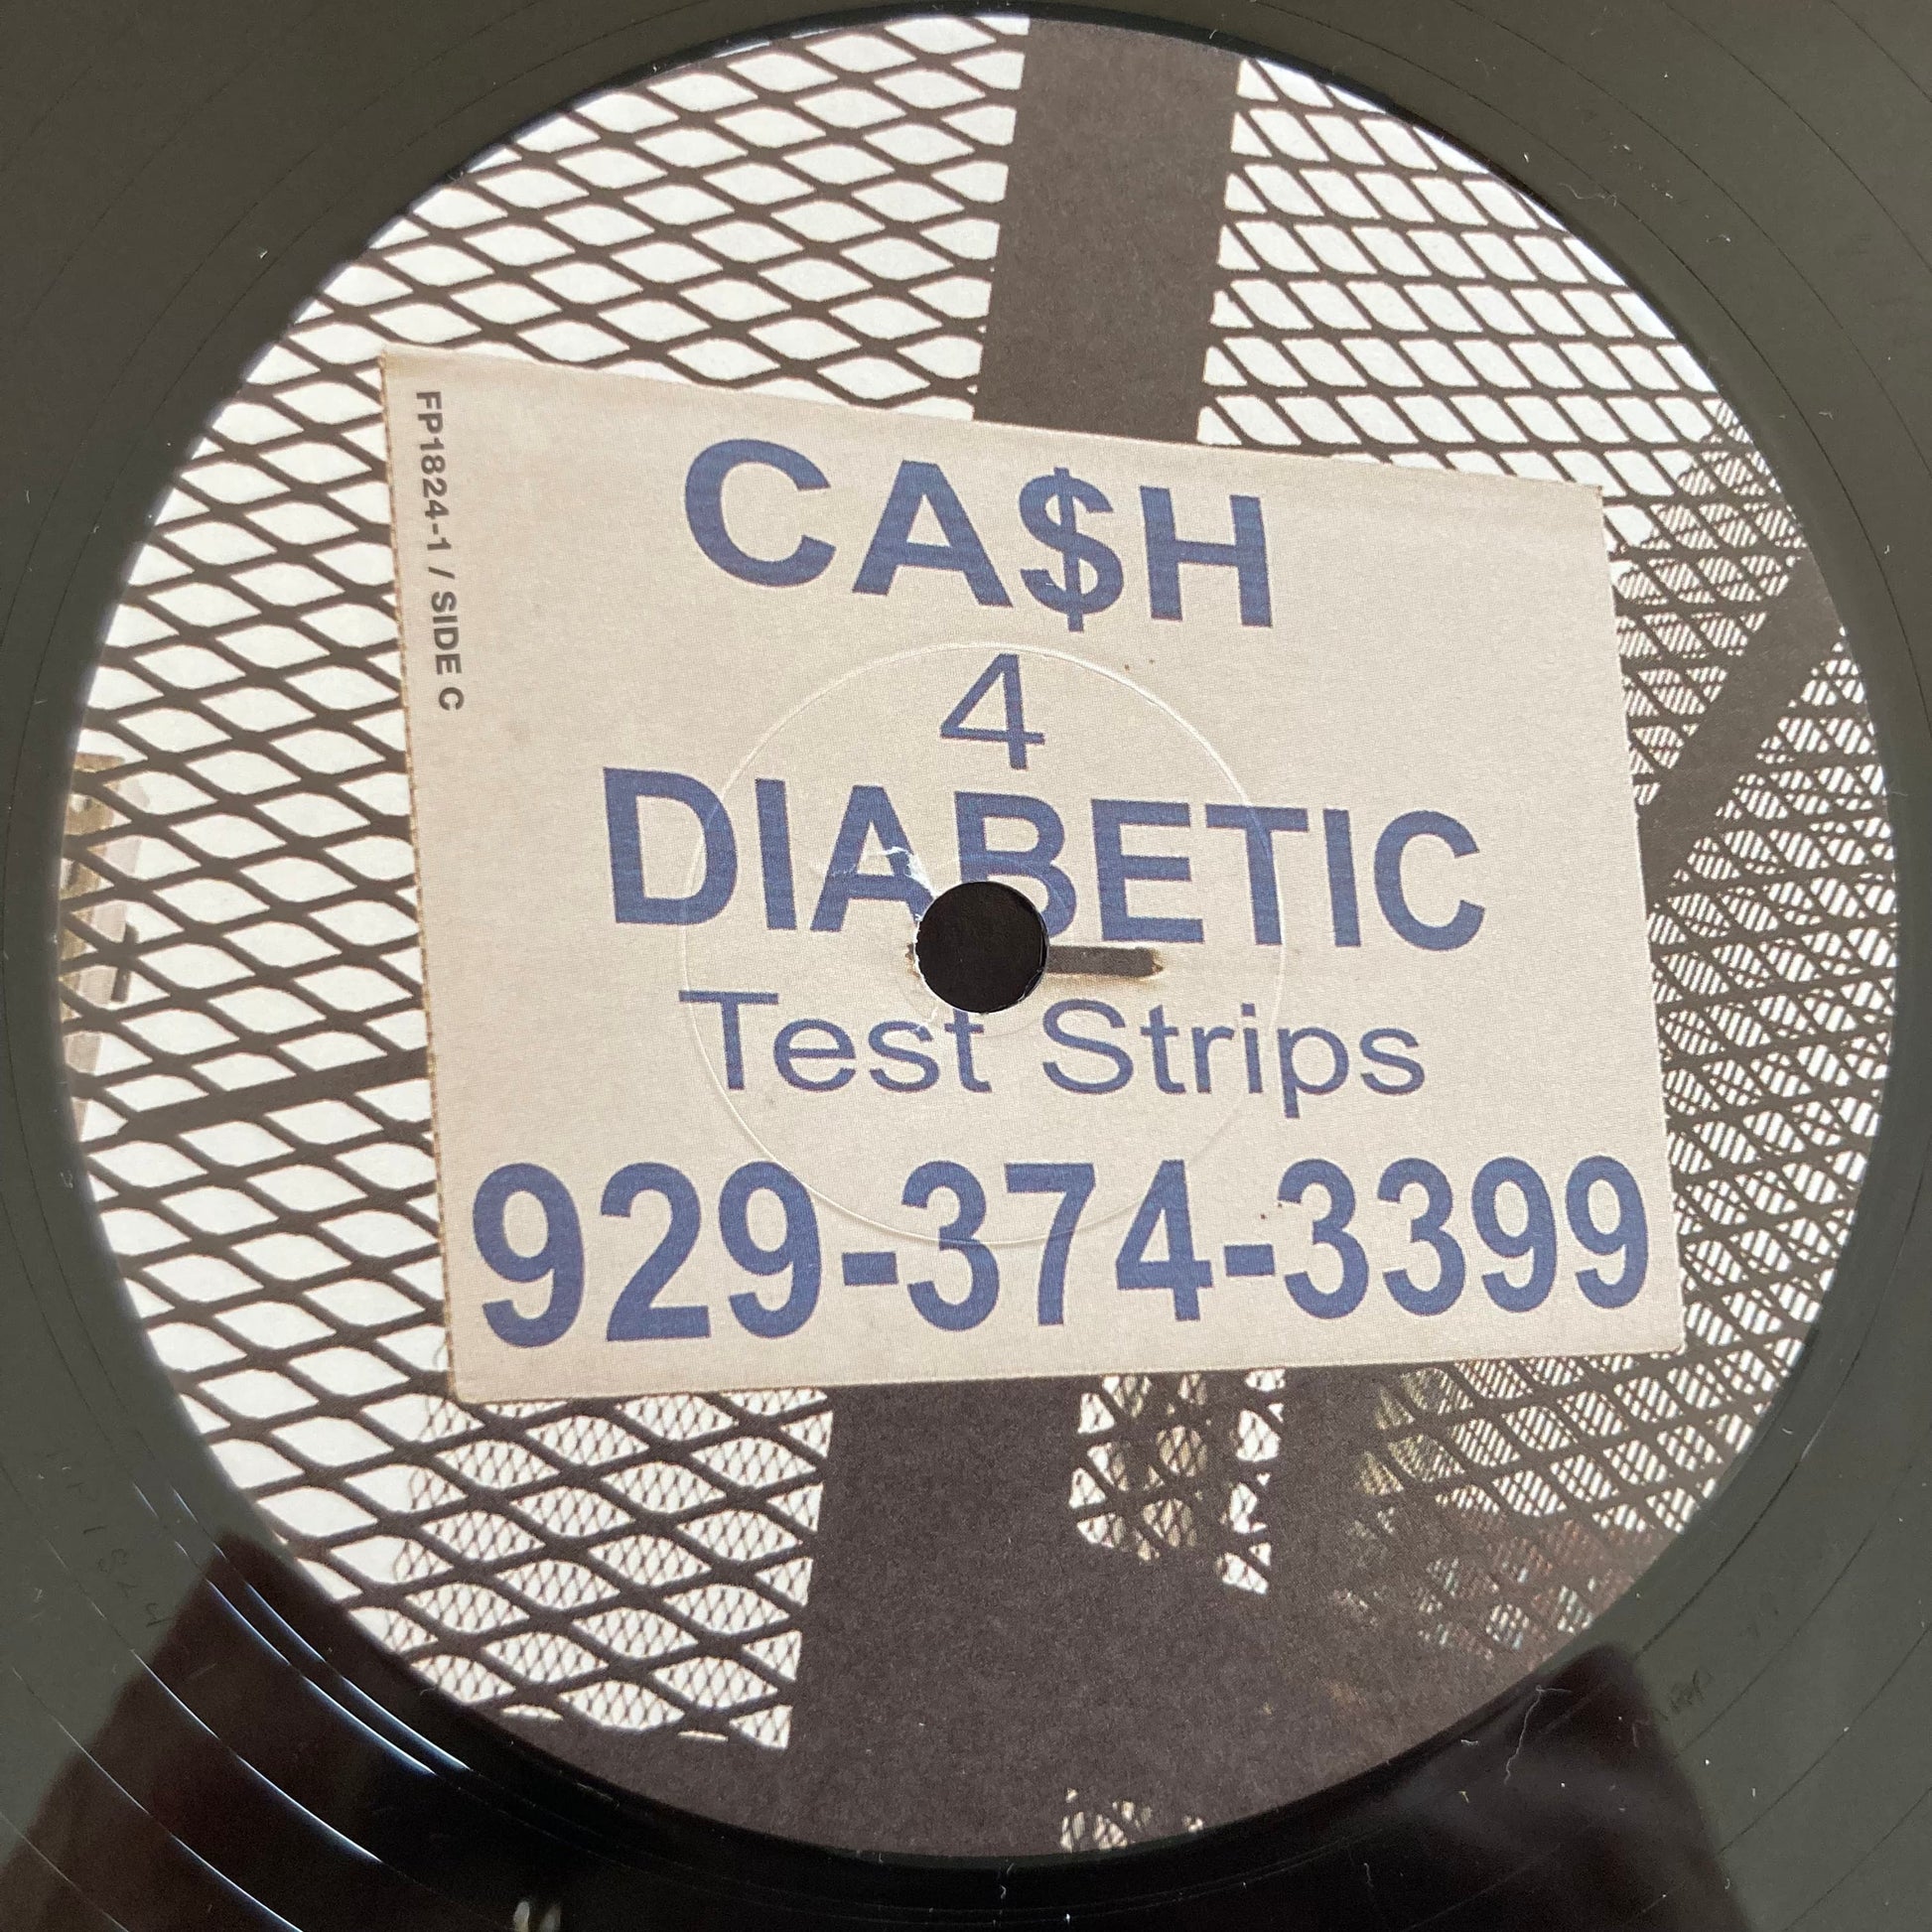 FP1824-1 / SIDE C
CA$H
4
DIABETIC
Test Strips
929-374-3399